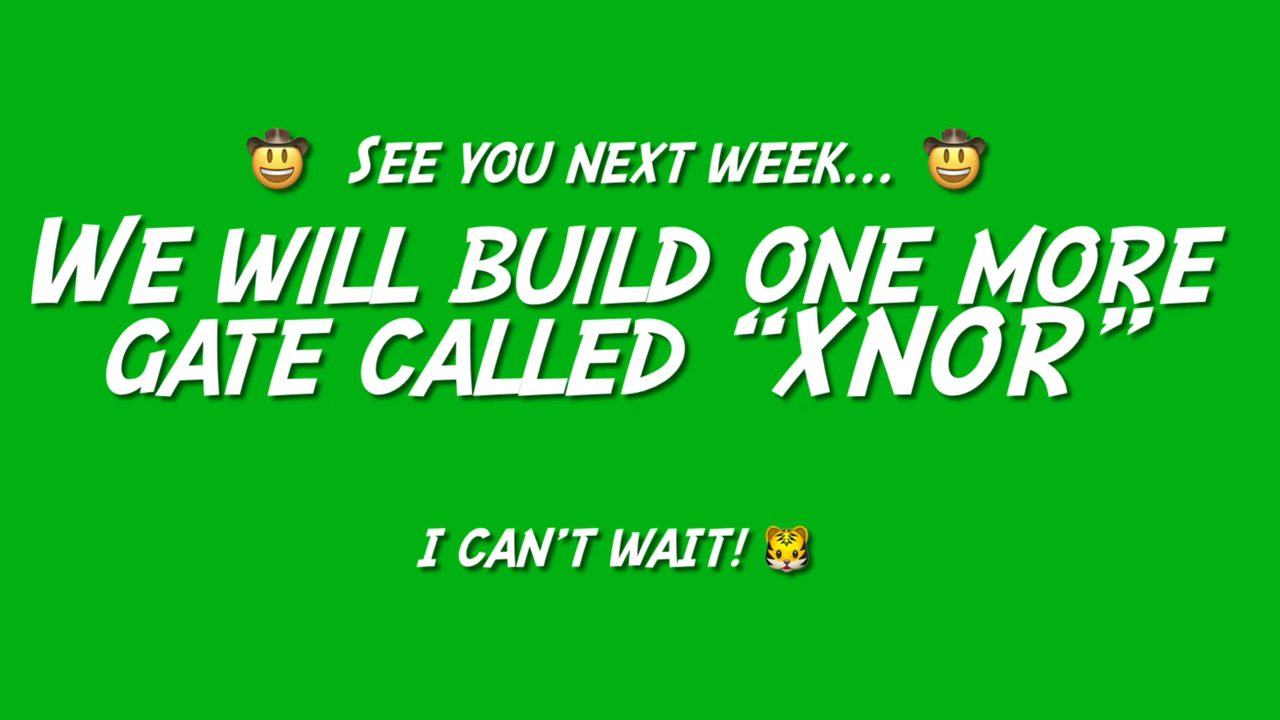 🤠 See you next week... 🤠
We will build one more
gate called “XNOR”
I can’t wait! 🐯